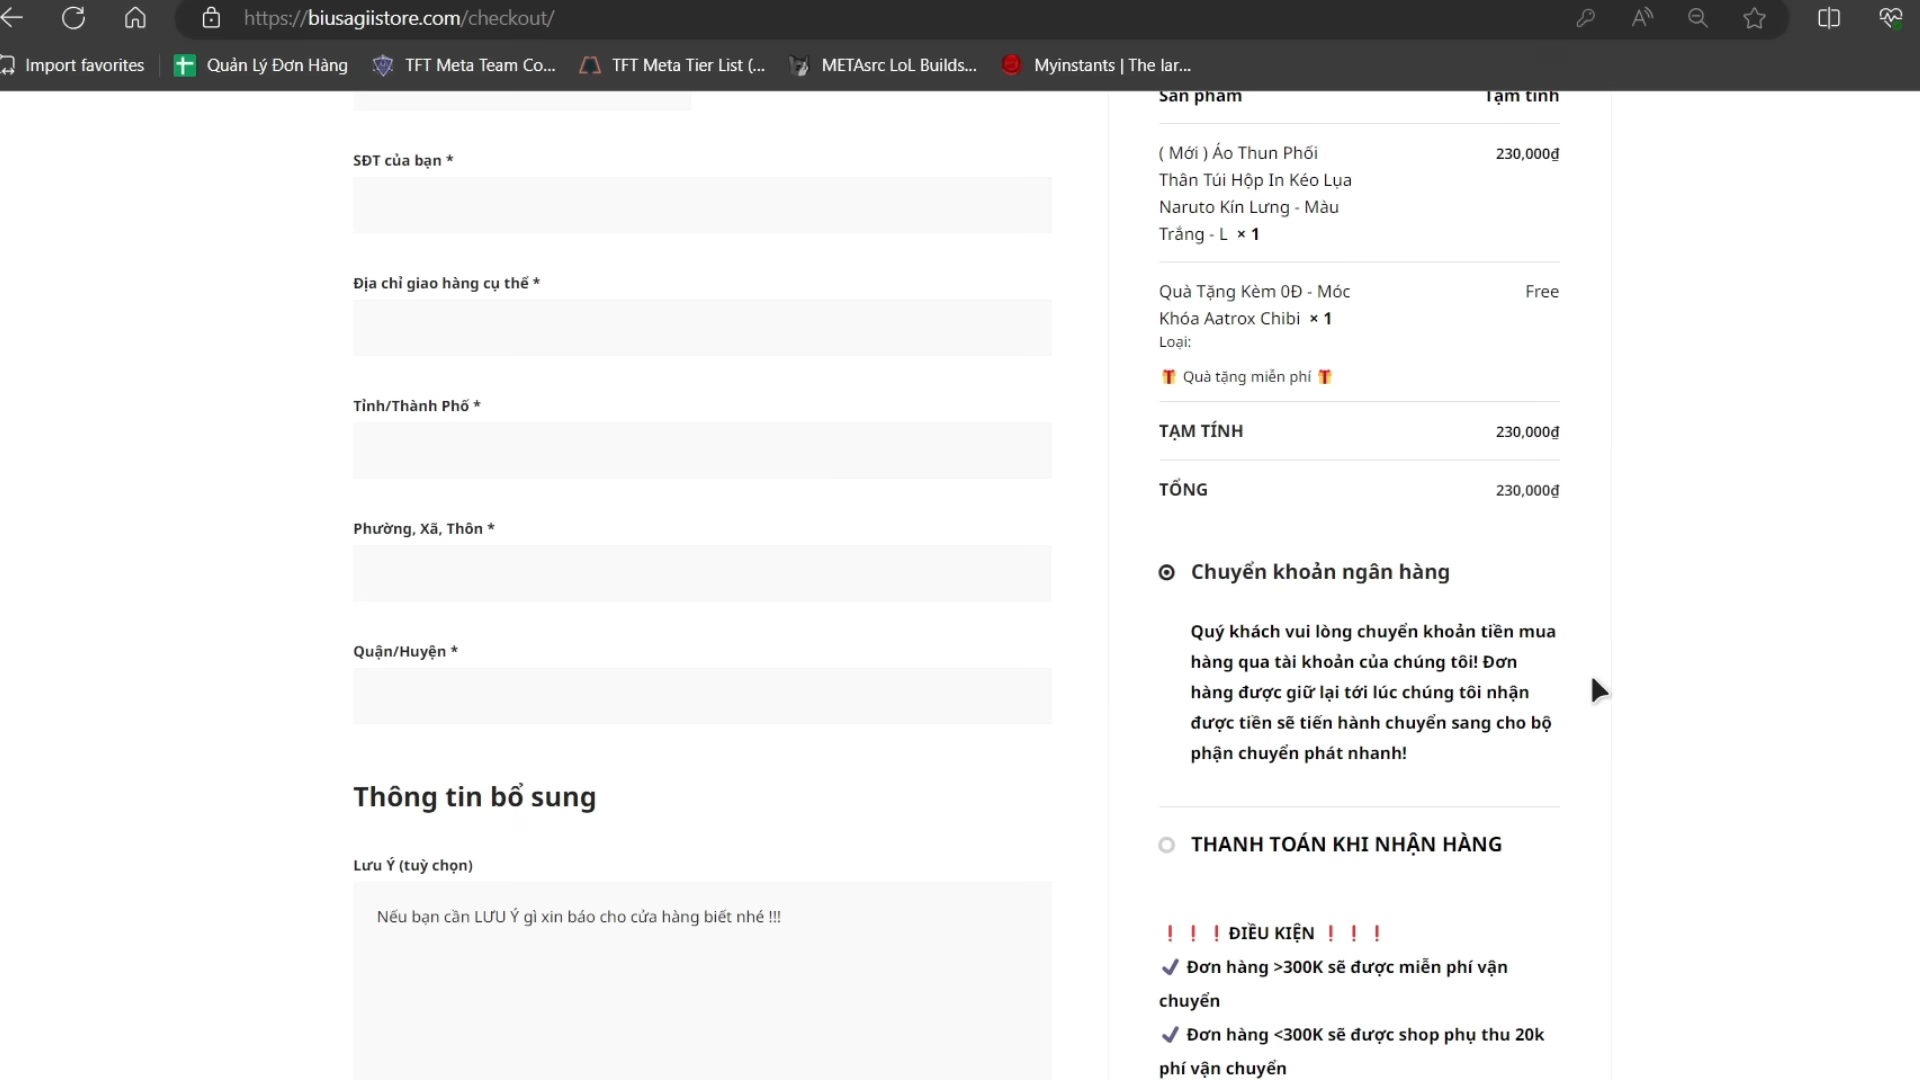 https://biusagiistore.com/checkout/
Import favorites
Quản Lý Đơn Hàng
TFT Meta Team Co...
TFT Meta Tier List (...
METAsrc LoL Builds...
Myinstants | The lar...
SĐT của bạn *
Địa chỉ giao hàng cụ thể *
Tỉnh/Thành Phố *
Phường, Xã, Thôn *
Quận/Huyện *
Thông tin bổ sung
Lưu Ý (tuỳ chọn)
Nếu bạn cần LƯU Ý gì xin báo cho cửa hàng biết nhé !!!
Sản phẩm Tạm tính
( Mới ) Áo Thun Phối 230,000₫
Thân Túi Hộp In Kéo Lụa
Naruto Kín Lưng - Màu
Trắng - L × 1
Quà Tặng Kèm 0Đ - Móc Free
Khóa Aatrox Chibi × 1
Loại:
🎁 Quà tặng miễn phí 🎁
TẠM TÍNH 230,000₫
TỔNG 230,000₫
Chuyển khoản ngân hàng
Quý khách vui lòng chuyển khoản tiền mua
hàng qua tài khoản của chúng tôi! Đơn
hàng được giữ lại tới lúc chúng tôi nhận
được tiền sẽ tiến hành chuyển sang cho bộ
phận chuyển phát nhanh!
THANH TOÁN KHI NHẬN HÀNG
❗❗❗ĐIỀU KIỆN❗❗❗
✔ Đơn hàng >300K sẽ được miễn phí vận
chuyển
✔ Đơn hàng <300K sẽ được shop phụ thu 20k
phí vận chuyển